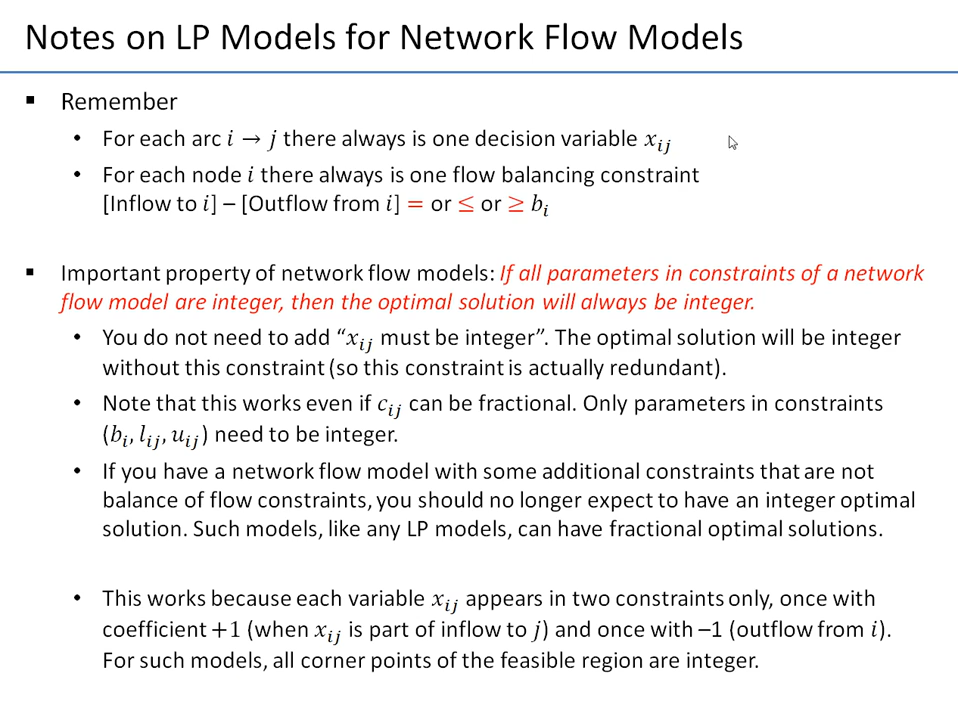 Notes on LP Models for Network Flow Models
▪ Remember
• For each arc i → j there always is one decision variable x_ij
• For each node i there always is one flow balancing constraint
[Inflow to i] – [Outflow from i] = or ≤ or ≥ b_i
▪ Important property of network flow models: If all parameters in constraints of a network
flow model are integer, then the optimal solution will always be integer.
• You do not need to add “x_ij must be integer”. The optimal solution will be integer
without this constraint (so this constraint is actually redundant).
• Note that this works even if c_ij can be fractional. Only parameters in constraints
(b_i, l_ij, u_ij) need to be integer.
• If you have a network flow model with some additional constraints that are not
balance of flow constraints, you should no longer expect to have an integer optimal
solution. Such models, like any LP models, can have fractional optimal solutions.
• This works because each variable x_ij appears in two constraints only, once with
coefficient +1 (when x_ij is part of inflow to j) and once with –1 (outflow from i).
For such models, all corner points of the feasible region are integer.